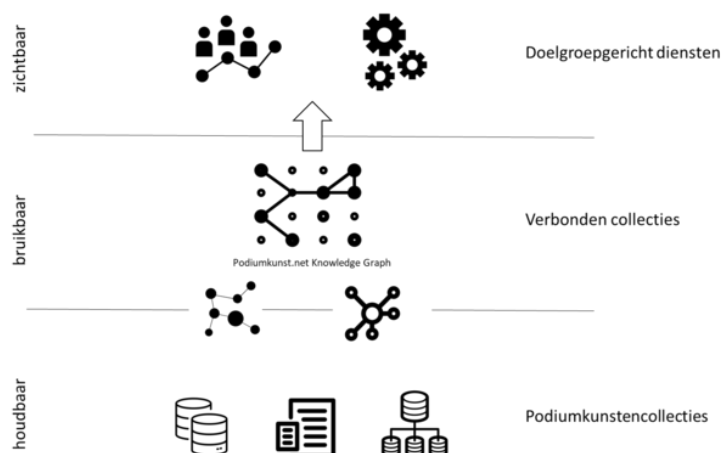 zichtbaar
Doelgroepgericht diensten
bruikbaar
Verbonden collecties
Podiumkunst.net Knowledge Graph
houdbaar
Podiumkunstencollecties